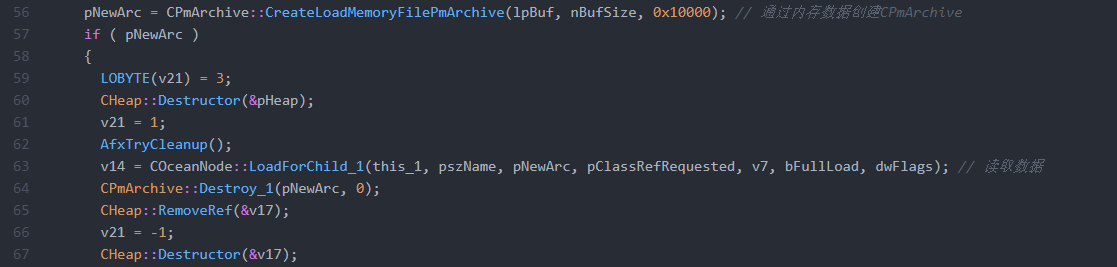 56 pNewArc = CPmArchive::CreateLoadMemoryFilePmArchive(lpBuf, nBufSize, 0x10000); // 通过内存数据创建CPmArchive
57 if ( pNewArc )
58 {
59 LOBYTE(v21) = 3;
60 CHeap::Destructor(&pHeap);
61 v21 = 1;
62 AfxTryCleanup();
63 v14 = COceanNode::LoadForChild_1(this_1, pszName, pNewArc, pClassRefRequested, v7, bFullLoad, dwFlags); // 读取数据
64 CPmArchive::Destroy_1(pNewArc, 0);
65 CHeap::RemoveRef(&v17);
66 v21 = -1;
67 CHeap::Destructor(&v17);